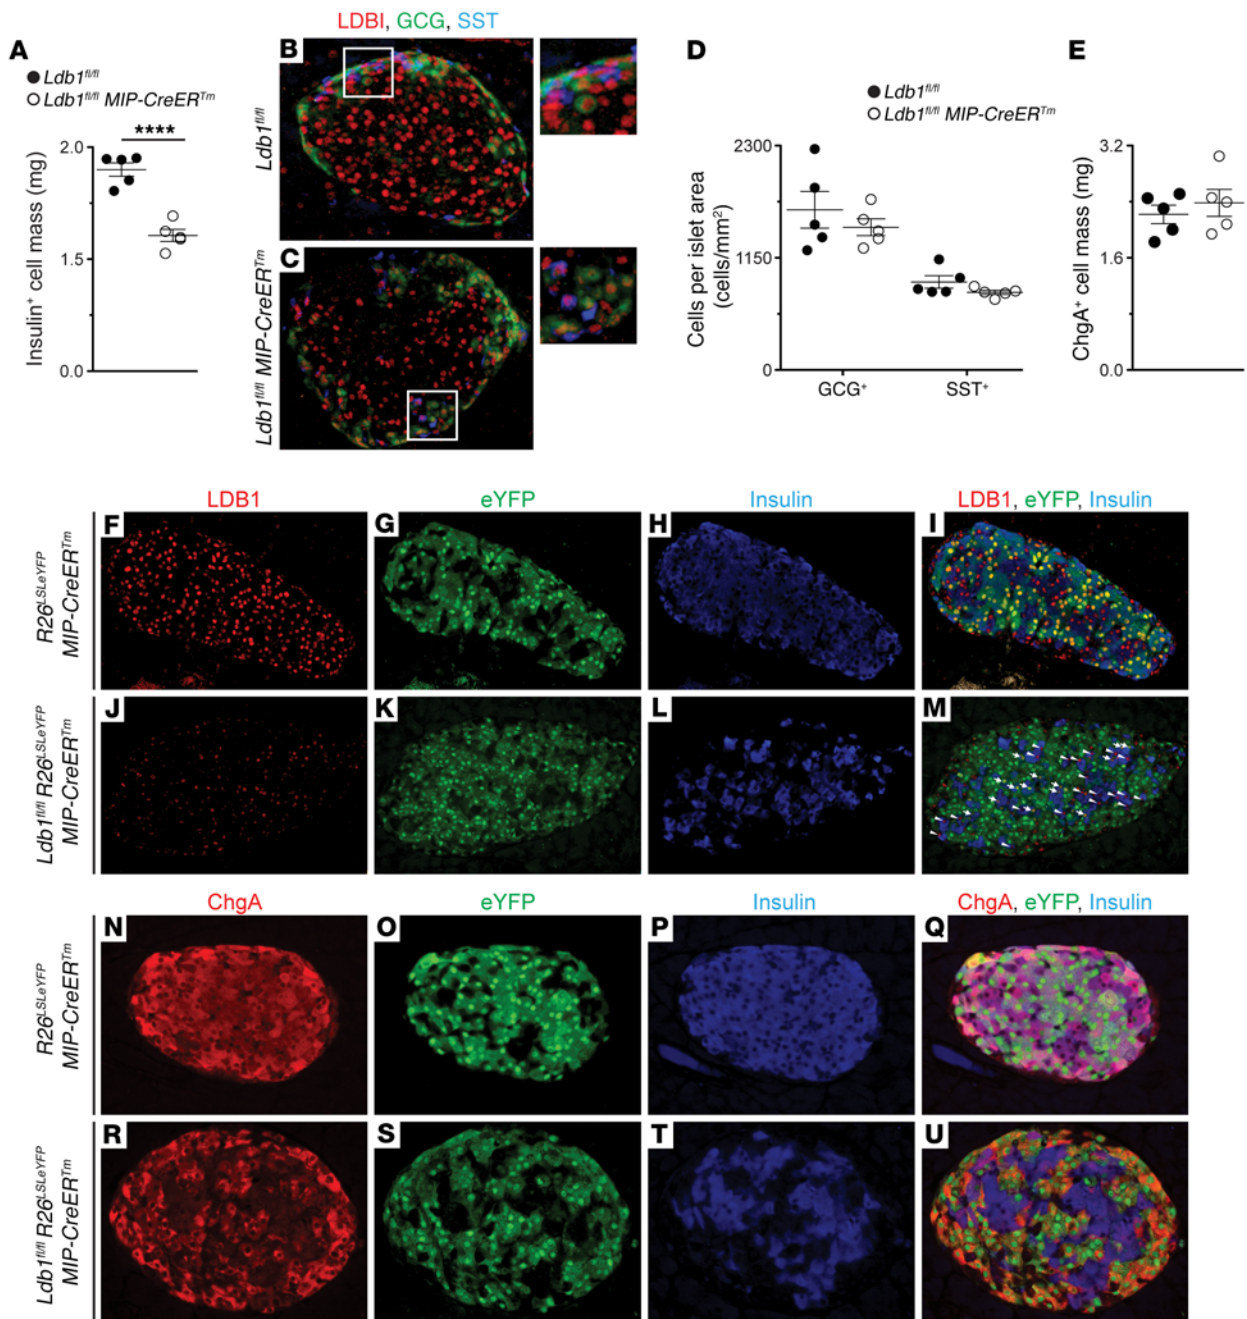 A
Ldb1fl/fl
Ldb1fl/fl MIP-CreERTm
****
Insulin+ cell mass (mg)
2.0
1.5
0.0
LDBI, GCG, SST
B
Ldb1fl/fl
C
Ldb1fl/fl MIP-CreERTm
D
Ldb1fl/fl
Ldb1fl/fl MIP-CreERTm
Cells per islet area
(cells/mm2)
2300
1150
0
GCG+
SST+
E
ChgA+ cell mass (mg)
3.2
1.6
0.0
LDB1
eYFP
Insulin
LDB1, eYFP, Insulin
R26LSLeYFP
MIP-CreERTm
F
G
H
I
Ldb1fl/fl R26LSLeYFP
MIP-CreERTm
J
K
L
M
ChgA
eYFP
Insulin
ChgA, eYFP, Insulin
R26LSLeYFP
MIP-CreERTm
N
O
P
Q
Ldb1fl/fl R26LSLeYFP
MIP-CreERTm
R
S
T
U